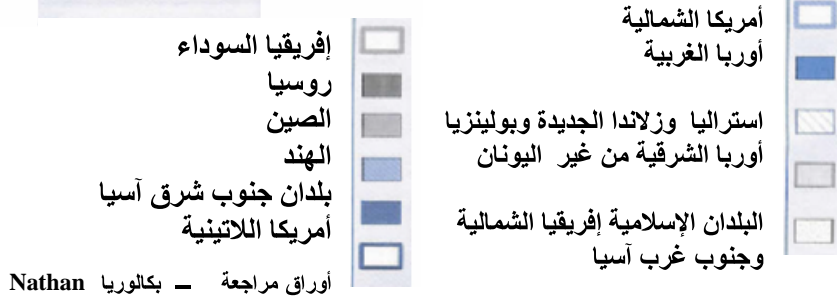 أمريكا الشمالية
أوربا الغربية
استراليا وزلاندا الجديدة وبولينزيا
أوربا الشرقية من غير اليونان
البلدان الإسلامية إفريقيا الشمالية
وجنوب غرب آسيا
إفريقيا السوداء
روسيا
الصين
الهند
بلدان جنوب شرق آسيا
أمريكا اللاتينية
أوراق مراجعة – بكالوريا Nathan